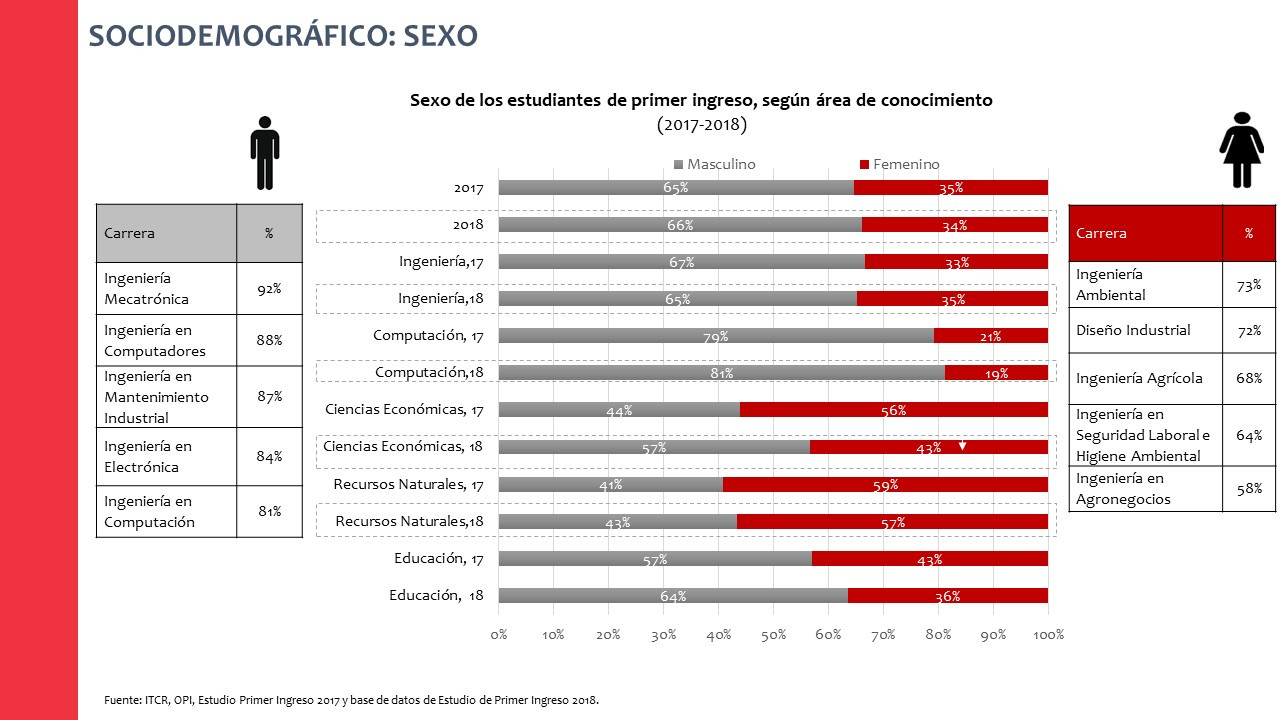 SOCIODEMOGRÁFICO: SEXO
Sexo de los estudiantes de primer ingreso, según área de conocimiento
(2017-2018)
Masculino
Femenino
Carrera %
Ingeniería
Mecatrónica 92%
Ingeniería en
Computadores 88%
Ingeniería en
Mantenimiento
Industrial 87%
Ingeniería en
Electrónica 84%
Ingeniería en
Computación 81%
2017 65% 35%
2018 66% 34%
Ingeniería,17 67% 33%
Ingeniería,18 65% 35%
Computación, 17 79% 21%
Computación,18 81% 19%
Ciencias Económicas, 17 44% 56%
Ciencias Económicas, 18 57% 43%
Recursos Naturales, 17 41% 59%
Recursos Naturales,18 43% 57%
Educación, 17 57% 43%
Educación, 18 64% 36%
0% 10% 20% 30% 40% 50% 60% 70% 80% 90% 100%
Carrera %
Ingeniería
Ambiental 73%
Diseño Industrial 72%
Ingeniería Agrícola 68%
Ingeniería en
Seguridad Laboral e
Higiene Ambiental 64%
Ingeniería en
Agronegocios 58%
Fuente: ITCR, OPI, Estudio Primer Ingreso 2017 y base de datos de Estudio de Primer Ingreso 2018.